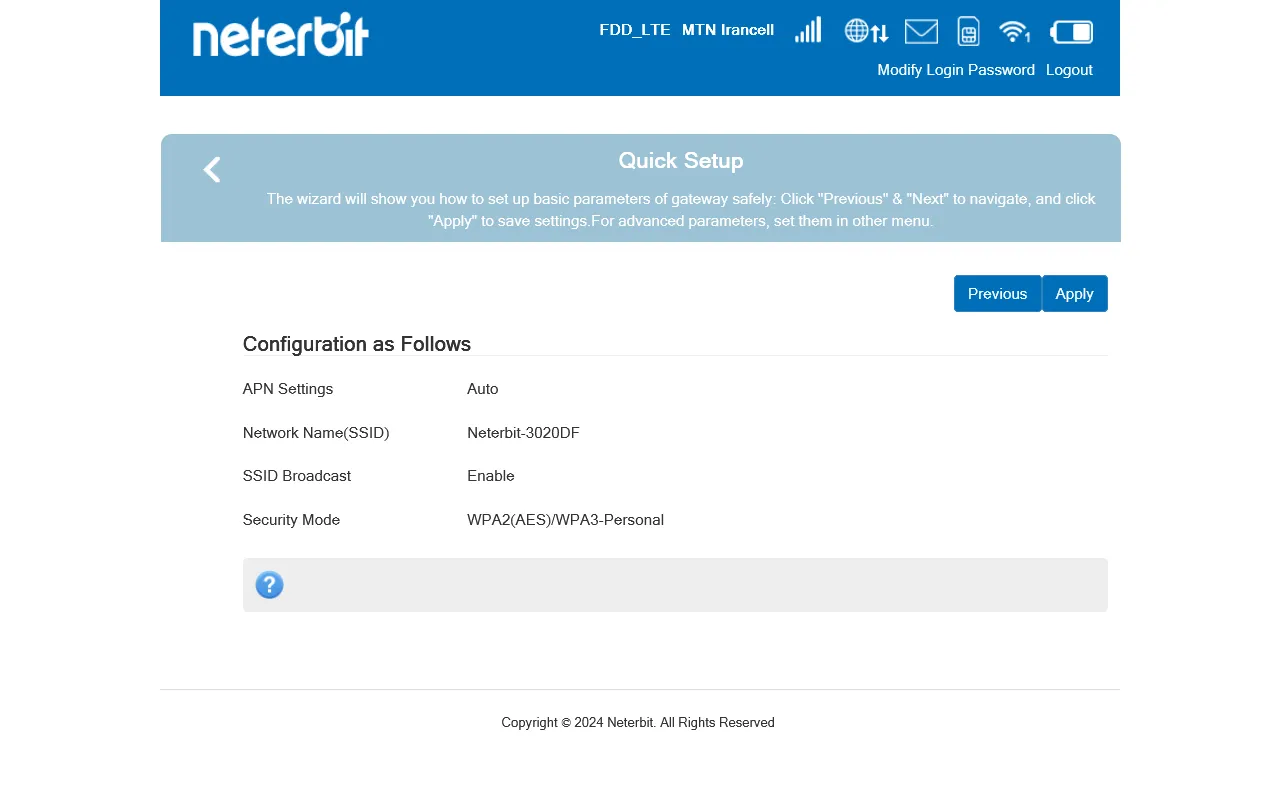 neterbit
FDD_LTE MTN Irancell
1
Modify Login Password Logout
Quick Setup
The wizard will show you how to set up basic parameters of gateway safely: Click "Previous" & "Next" to navigate, and click
"Apply" to save settings.For advanced parameters, set them in other menu.
Previous Apply
Configuration as Follows
APN Settings Auto
Network Name(SSID) Neterbit-3020DF
SSID Broadcast Enable
Security Mode WPA2(AES)/WPA3-Personal
?
Copyright © 2024 Neterbit. All Rights Reserved